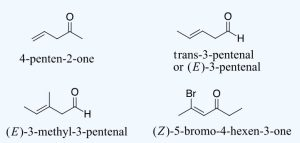 O
O
H
4-penten-2-one
trans-3-pentenal
or (E)-3-pentenal
O
H
Br
O
(E)-3-methyl-3-pentenal
(Z)-5-bromo-4-hexen-3-one